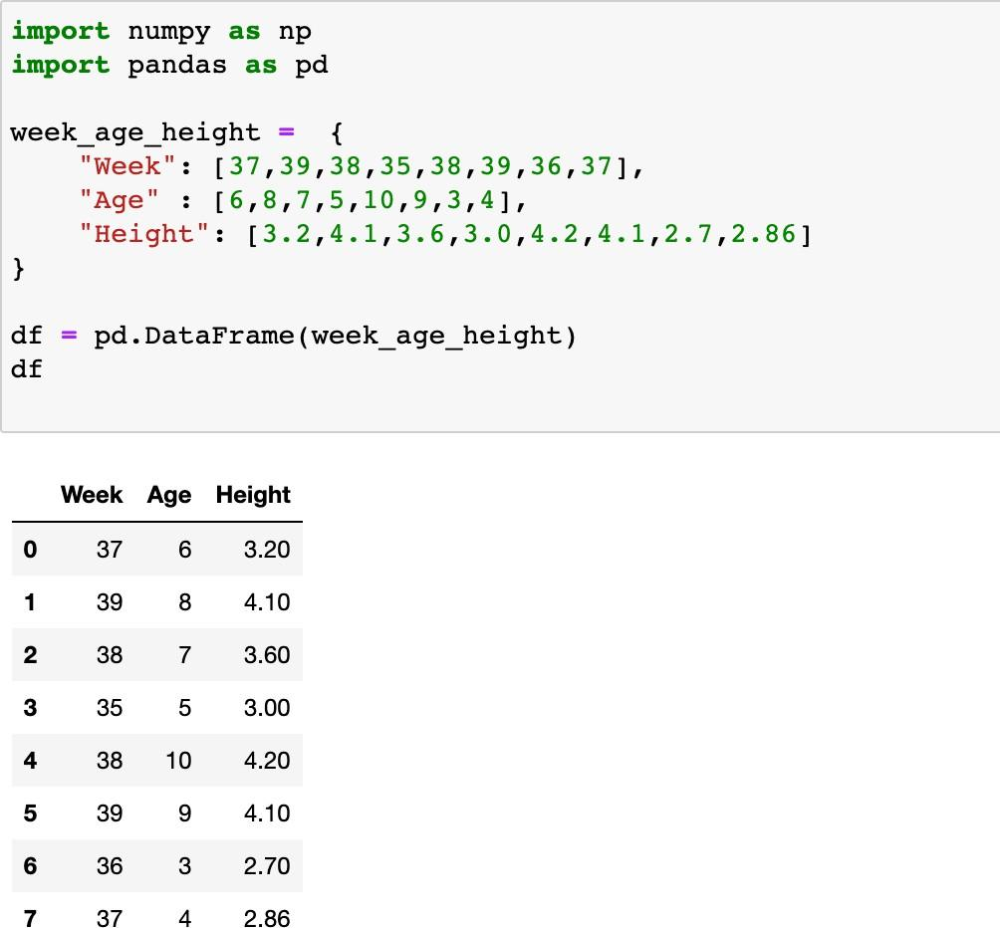 import numpy as np
import pandas as pd
week_age_height =  {
    "Week": [37,39,38,35,38,39,36,37],
    "Age" : [6,8,7,5,10,9,3,4],
    "Height": [3.2,4.1,3.6,3.0,4.2,4.1,2.7,2.86]
}
df = pd.DataFrame(week_age_height)
df
Week Age Height
0 37 6 3.20
1 39 8 4.10
2 38 7 3.60
3 35 5 3.00
4 38 10 4.20
5 39 9 4.10
6 36 3 2.70
7 37 4 2.86